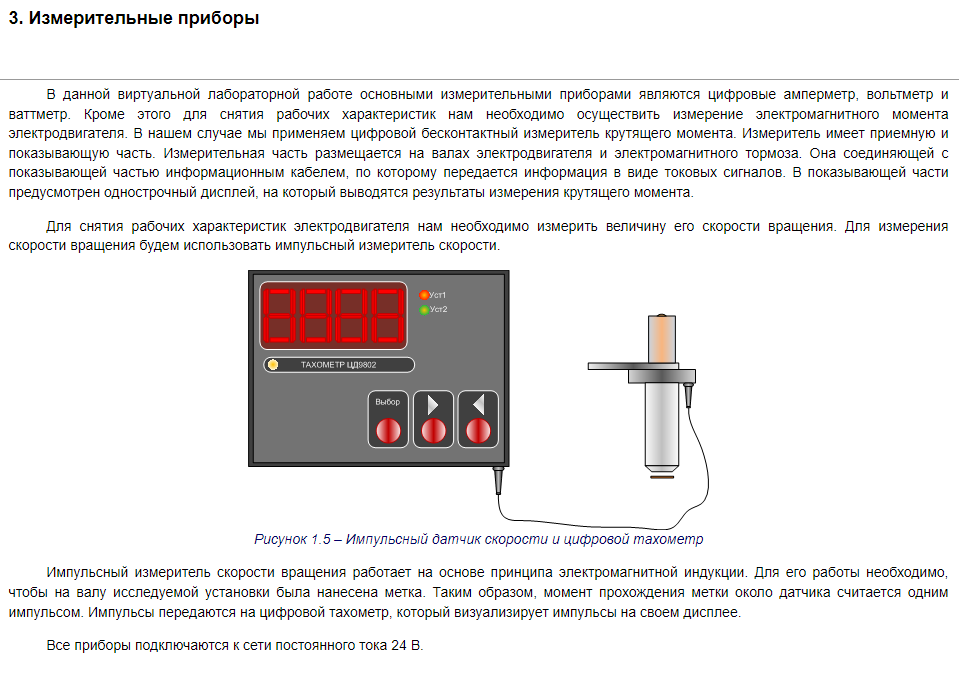 3. Измерительные приборы
В данной виртуальной лабораторной работе основными измерительными приборами являются цифровые амперметр, вольтметр и
ваттметр. Кроме этого для снятия рабочих характеристик нам необходимо осуществить измерение электромагнитного момента
электродвигателя. В нашем случае мы применяем цифровой бесконтактный измеритель крутящего момента. Измеритель имеет приемную и
показывающую часть. Измерительная часть размещается на валах электродвигателя и электромагнитного тормоза. Она соединяющей с
показывающей частью информационным кабелем, по которому передается информация в виде токовых сигналов. В показывающей части
предусмотрен однострочный дисплей, на который выводятся результаты измерения крутящего момента.
Для снятия рабочих характеристик электродвигателя нам необходимо измерить величину его скорости вращения. Для измерения
скорости вращения будем использовать импульсный измеритель скорости.
8888
Уст1
Уст2
ТАХОМЕТР ЦД9802
Выбор
Рисунок 1.5 – Импульсный датчик скорости и цифровой тахометр
Импульсный измеритель скорости вращения работает на основе принципа электромагнитной индукции. Для его работы необходимо,
чтобы на валу исследуемой установки была нанесена метка. Таким образом, момент прохождения метки около датчика считается одним
импульсом. Импульсы передаются на цифровой тахометр, который визуализирует импульсы на своем дисплее.
Все приборы подключаются к сети постоянного тока 24 В.